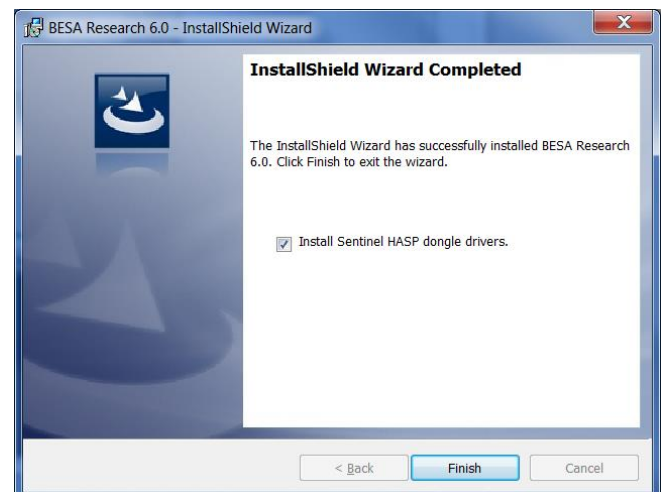 BESA Research 6.0 - InstallShield Wizard
InstallShield Wizard Completed
The InstallShield Wizard has successfully installed BESA Research
6.0. Click Finish to exit the wizard.
Install Sentinel HASP dongle drivers.
< Back
Finish
Cancel